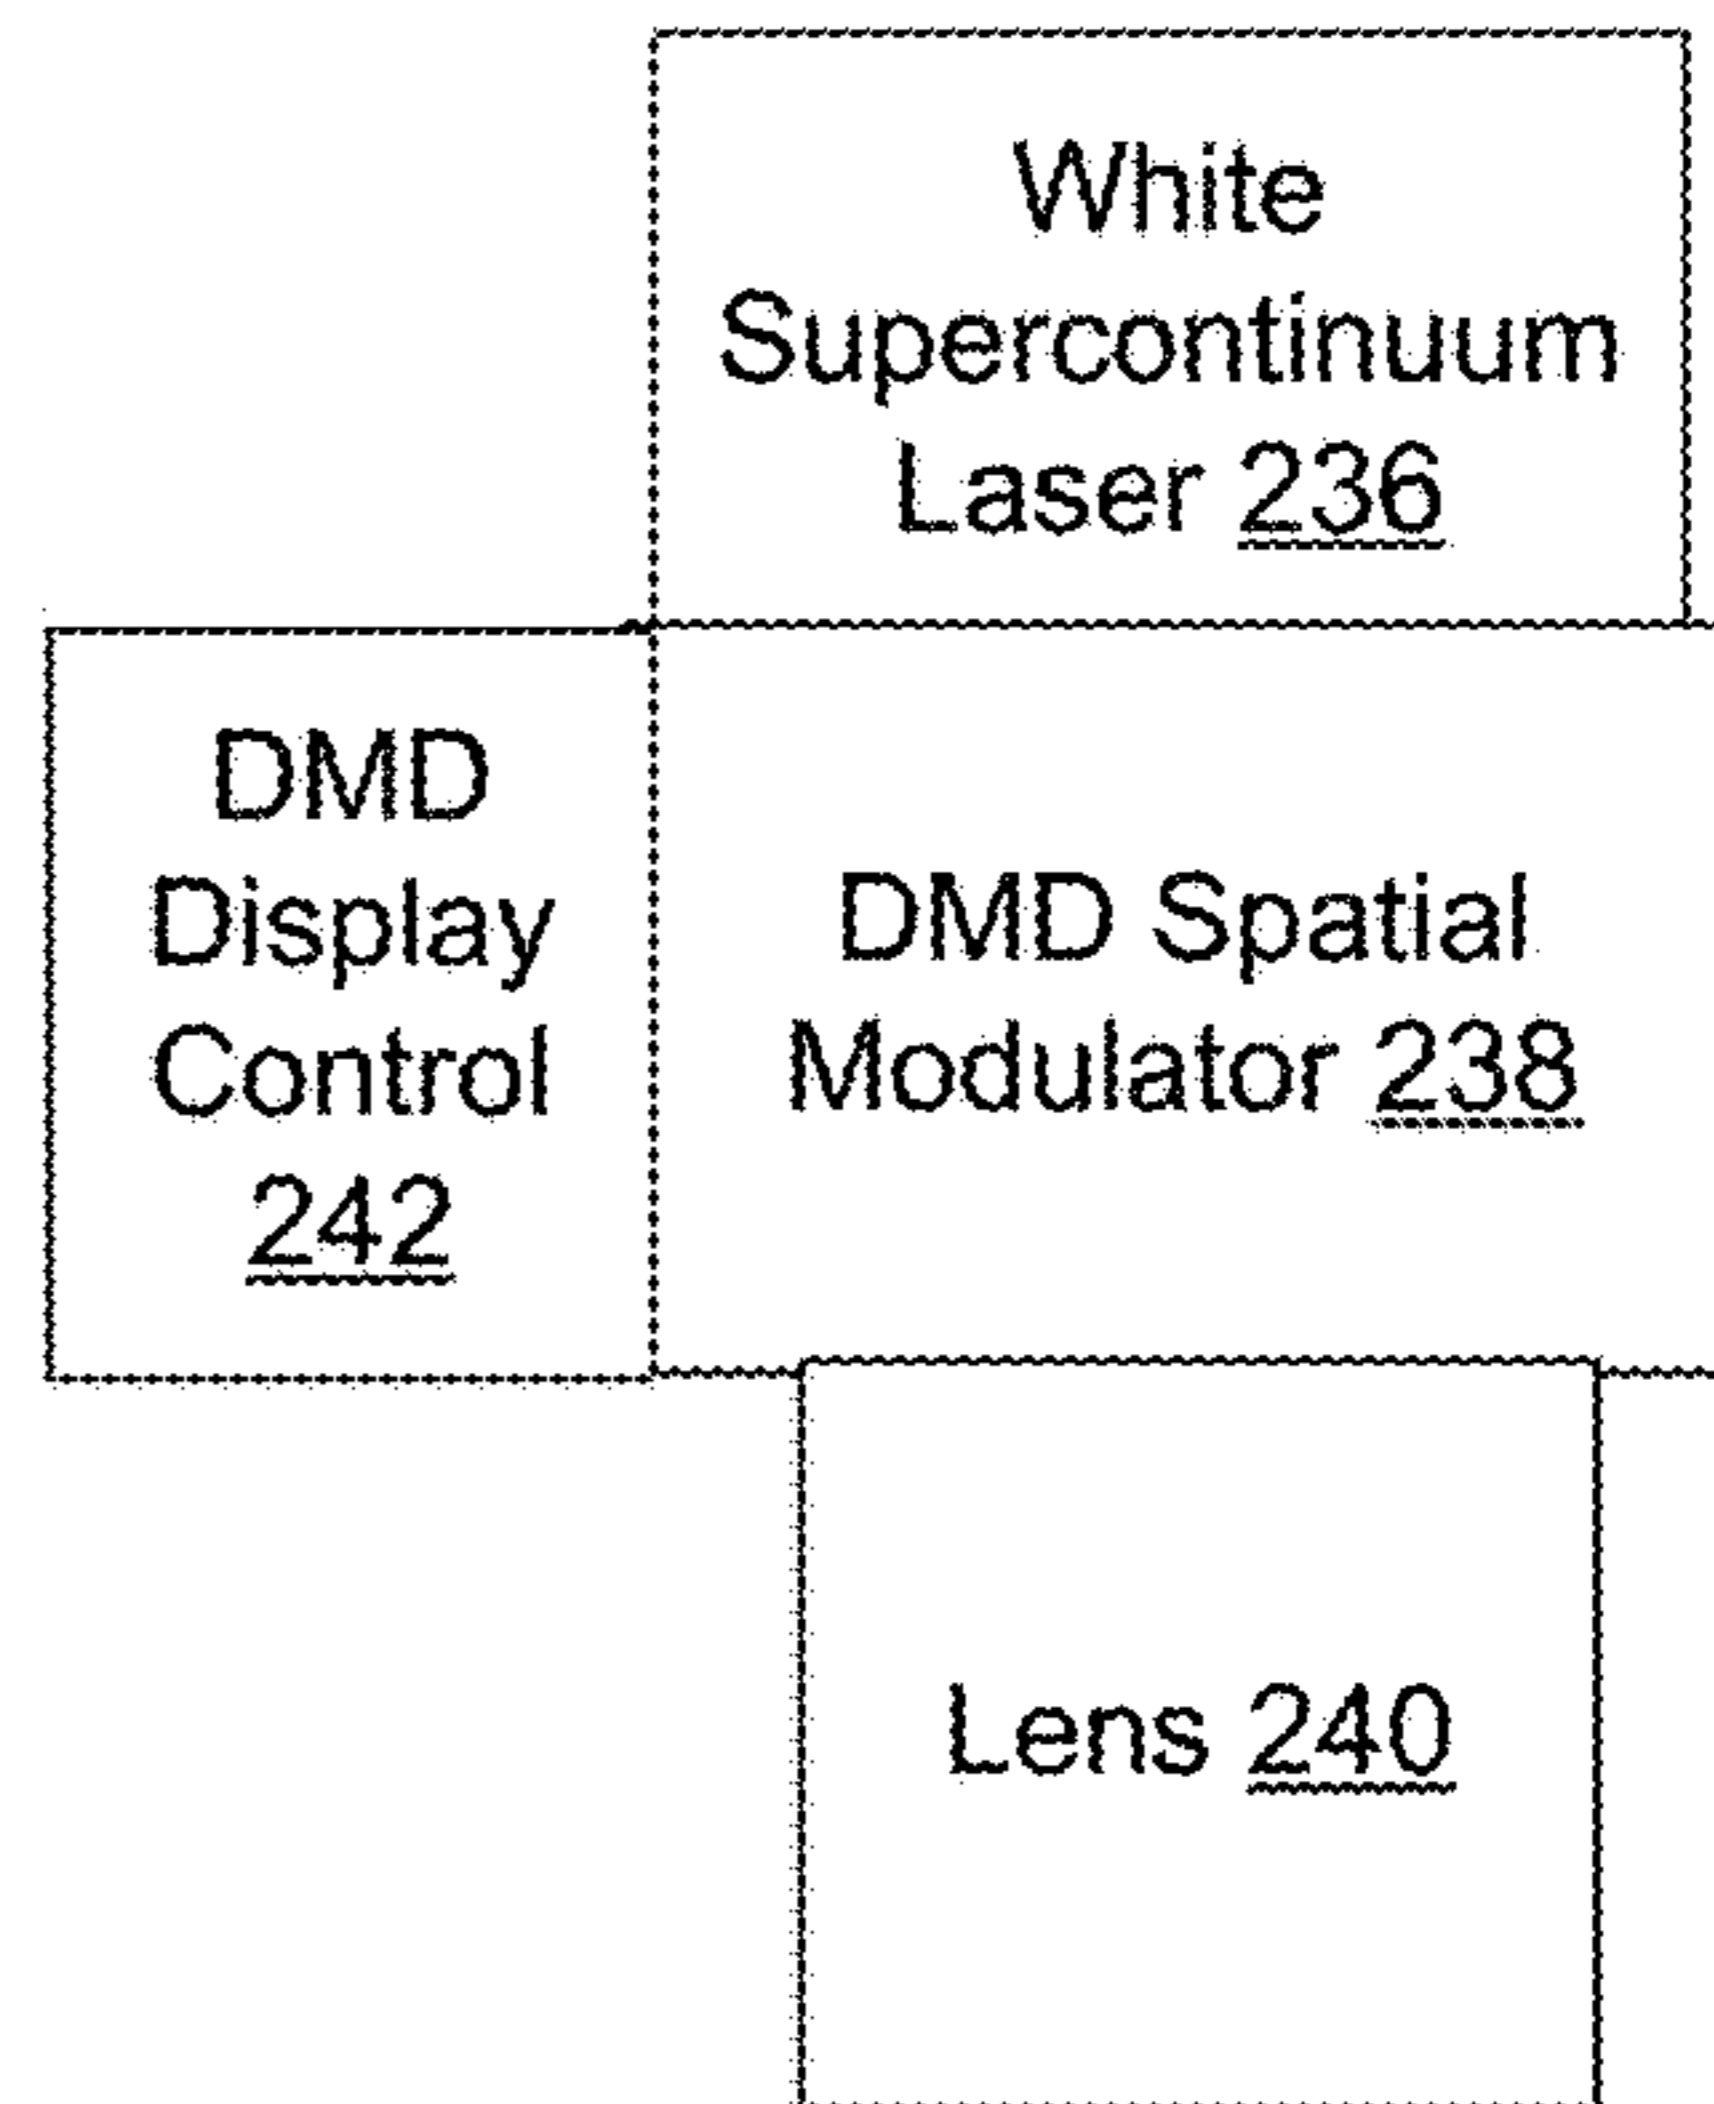 White
Supercontinuum
Laser 236
DMD
Display
Control
242
DMD Spatial
Modulator 238
Lens 240